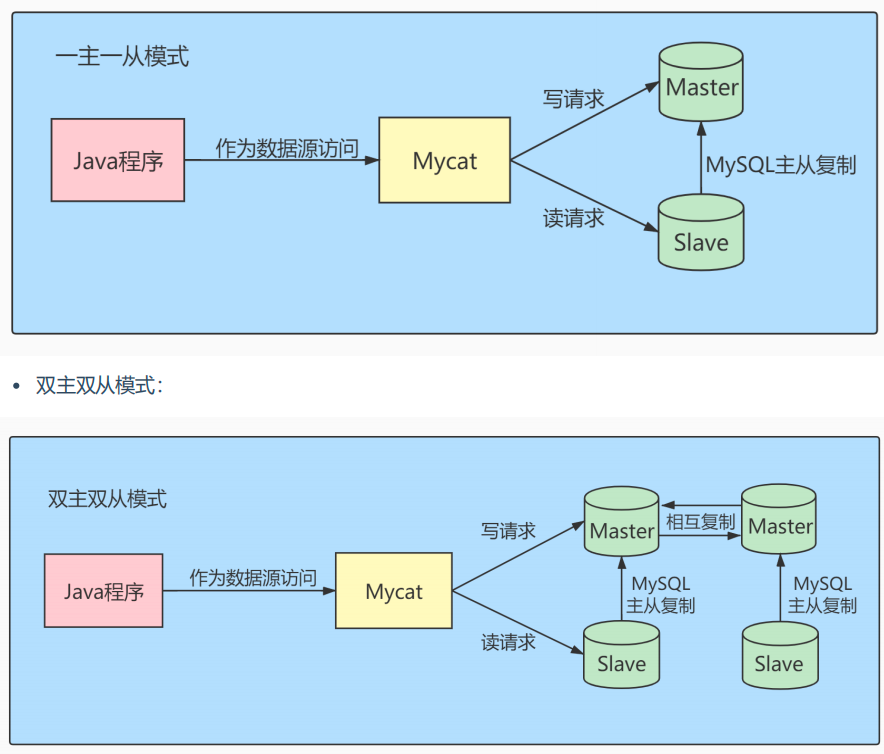 一主一从模式
Java程序
作为数据源访问
Mycat
写请求
读请求
Master
MySQL主从复制
Slave
• 双主双从模式：
双主双从模式
Java程序
作为数据源访问
Mycat
写请求
读请求
Master
相互复制
Master
MySQL
主从复制
MySQL
主从复制
Slave
Slave